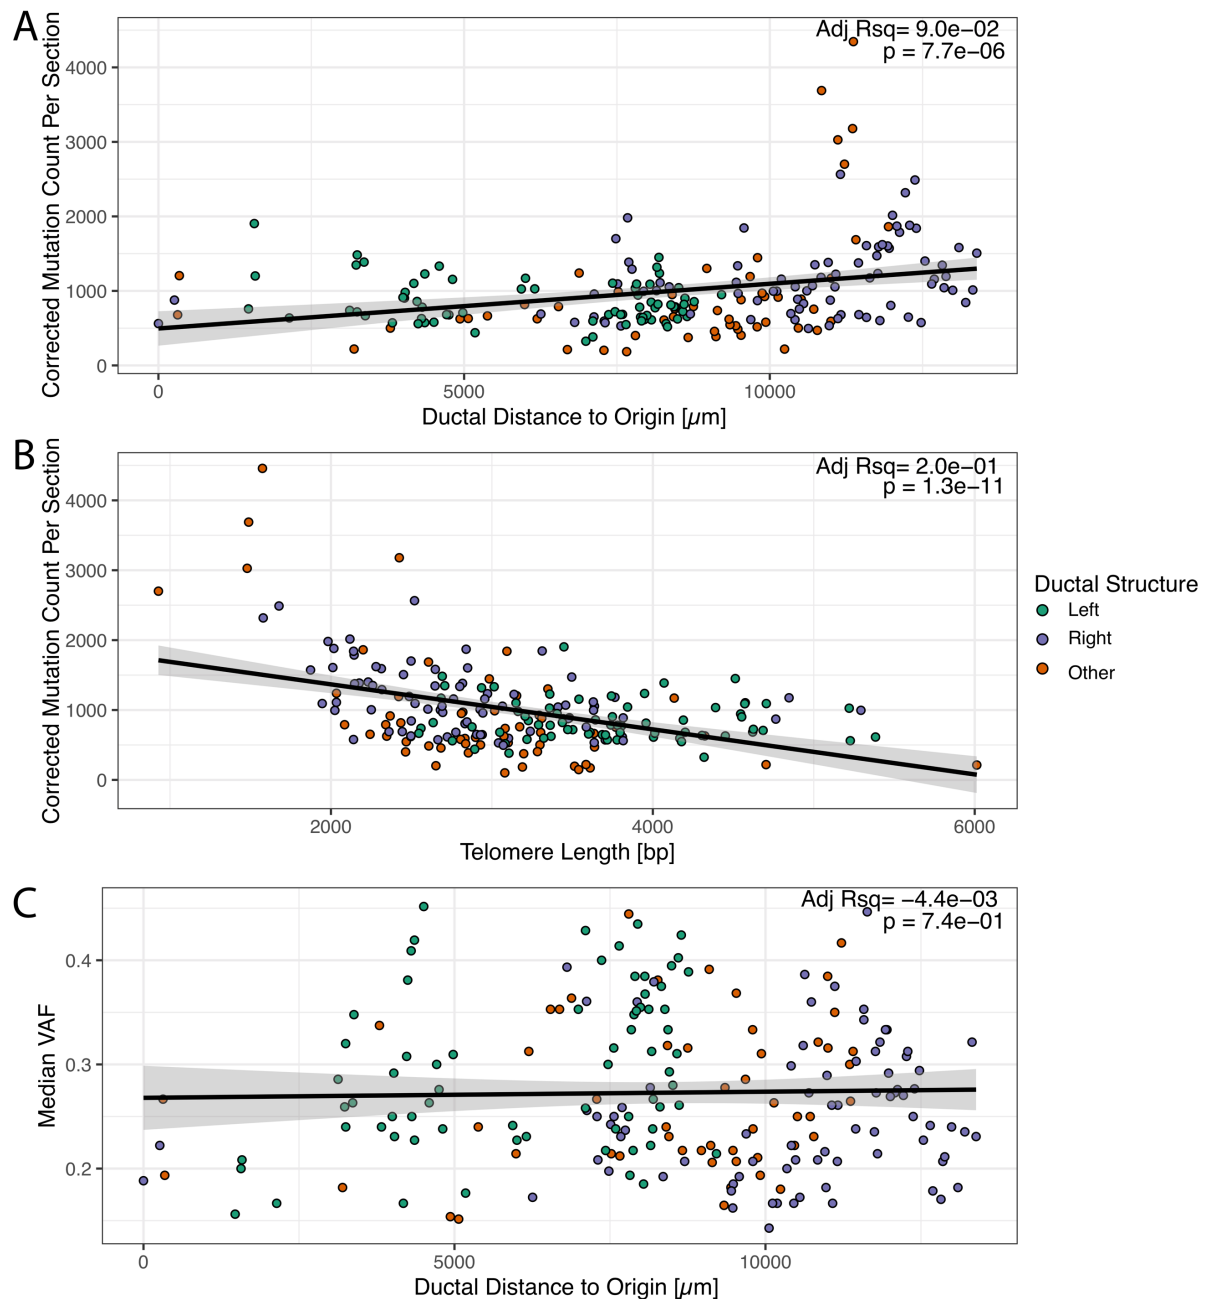 A
Adj Rsq= 9.0e−02
p = 7.7e−06
Corrected Mutation Count Per Section
4000
3000
2000
1000
0
0 5000 10000
Ductal Distance to Origin [µm]
B
Adj Rsq= 2.0e−01
p = 1.3e−11
Corrected Mutation Count Per Section
4000
3000
2000
1000
0
2000 4000 6000
Telomere Length [bp]
Ductal Structure
Left
Right
Other
C
Adj Rsq= −4.4e−03
p = 7.4e−01
Median VAF
0.4
0.3
0.2
0 5000 10000
Ductal Distance to Origin [µm]